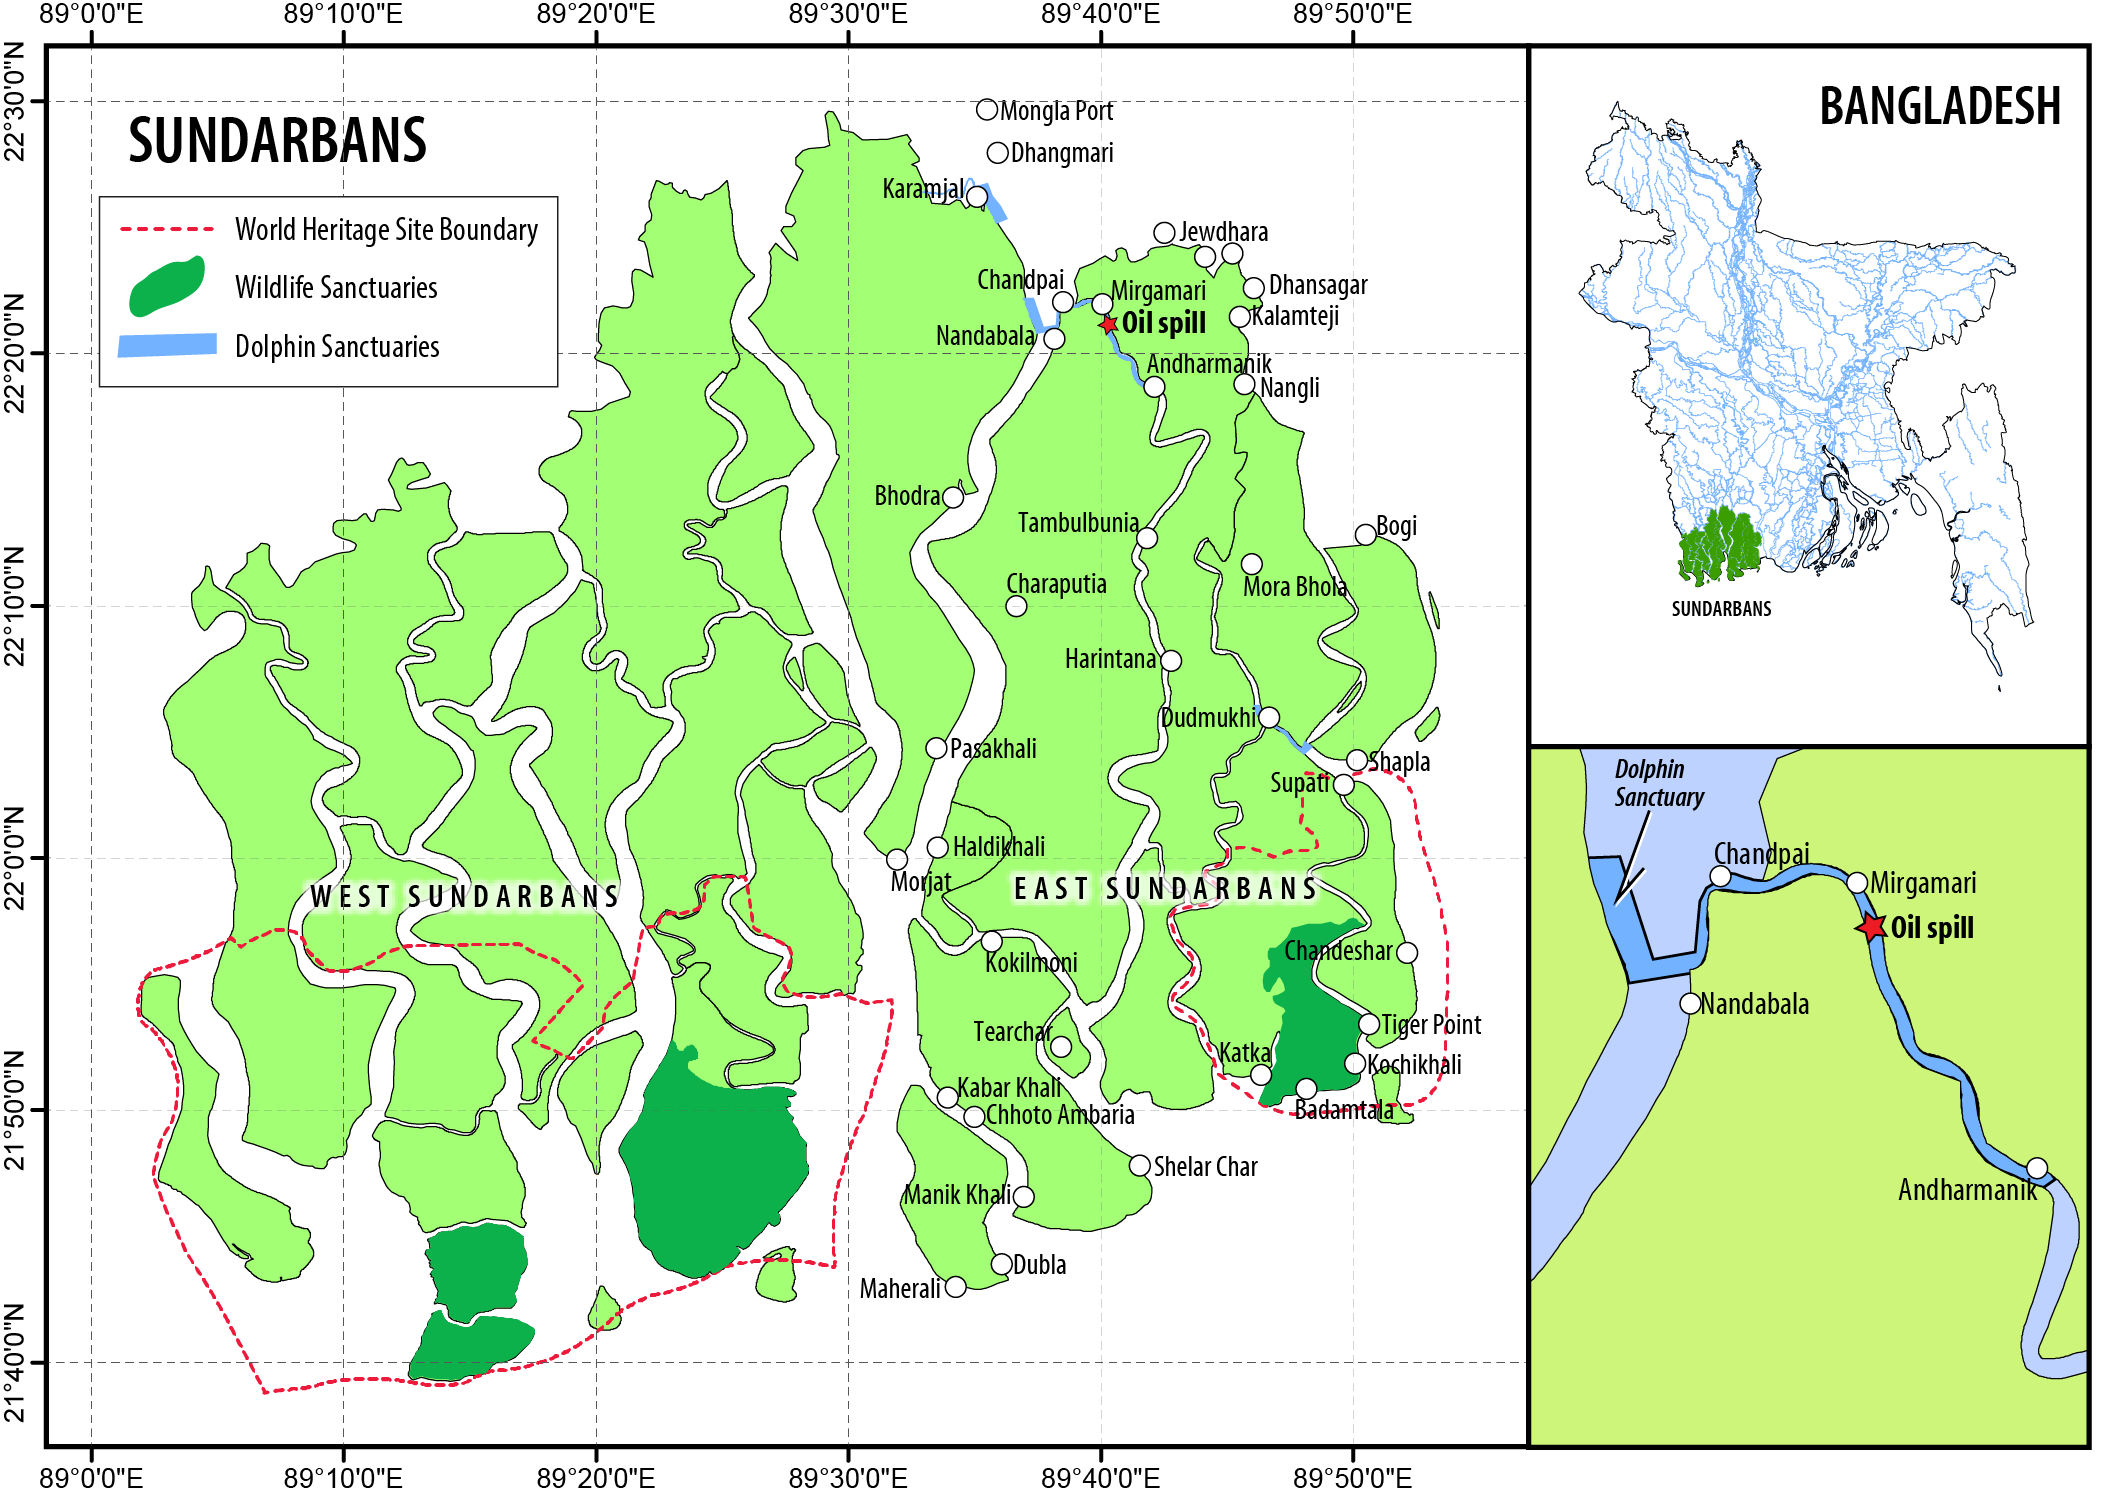 89°0'0"E
89°10'0"E
89°20'0"E
89°30'0"E
89°40'0"E
89°50'0"E
22°30'0"N
22°20'0"N
22°10'0"N
22°0'0"N
21°50'0"N
21°40'0"N
SUNDARBANS
World Heritage Site Boundary
Wildlife Sanctuaries
Dolphin Sanctuaries
Mongla Port
Dhangmari
Karamjal
Jewdhara
Chandpai
Mirgamari
Dhansagar
Oil spill
Kalamteji
Nandabala
Andharmanik
Nangli
Bhodra
Tambulbunia
Bogi
Charaputia
Mora Bhola
Harintana
Dudmukhi
Pasakhali
Shapla
Supati
Haldikhali
Morjat
WEST SUNDARBANS
EAST SUNDARBANS
Chandeshar
Kokilmoni
Tearchar
Tiger Point
Katka
Kochikhali
Kabar Khali
Chhoto Ambaria
Badamtala
Shelar Char
Manik Khali
Dubla
Maherali
89°0'0"E
89°10'0"E
89°20'0"E
89°30'0"E
89°40'0"E
89°50'0"E
BANGLADESH
SUNDARBANS
Dolphin
Sanctuary
Chandpai
Mirgamari
Oil spill
Nandabala
Andharmanik